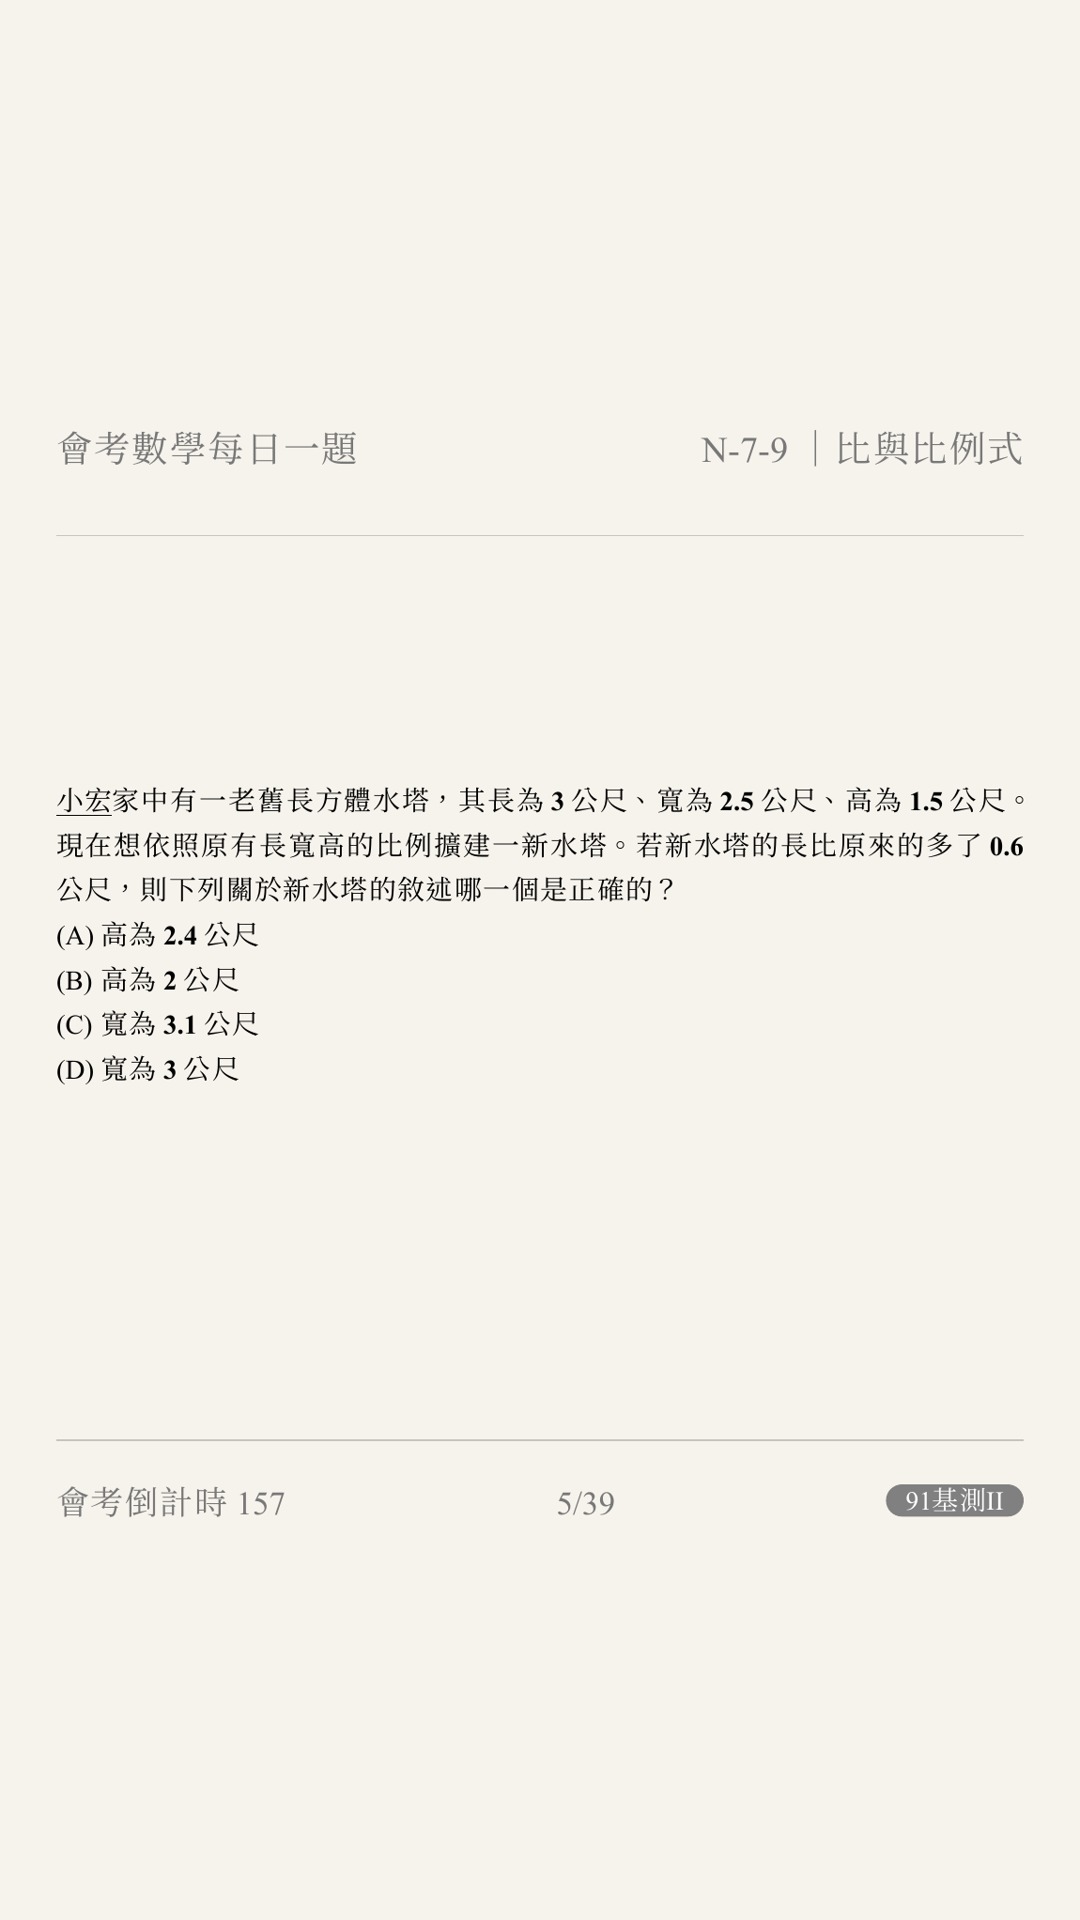 會考數學每日一題
N-7-9｜比與比例式
小宏家中有一老舊長方體水塔，其長為 3 公尺、寬為 2.5 公尺、高為 1.5 公尺。
現在想依照原有長寬高的比例擴建一新水塔。若新水塔的長比原來的多了 0.6
公尺，則下列關於新水塔的敘述哪一個是正確的？
(A) 高為 2.4 公尺
(B) 高為 2 公尺
(C) 寬為 3.1 公尺
(D) 寬為 3 公尺
會考倒計時 157
5/39
91基測II